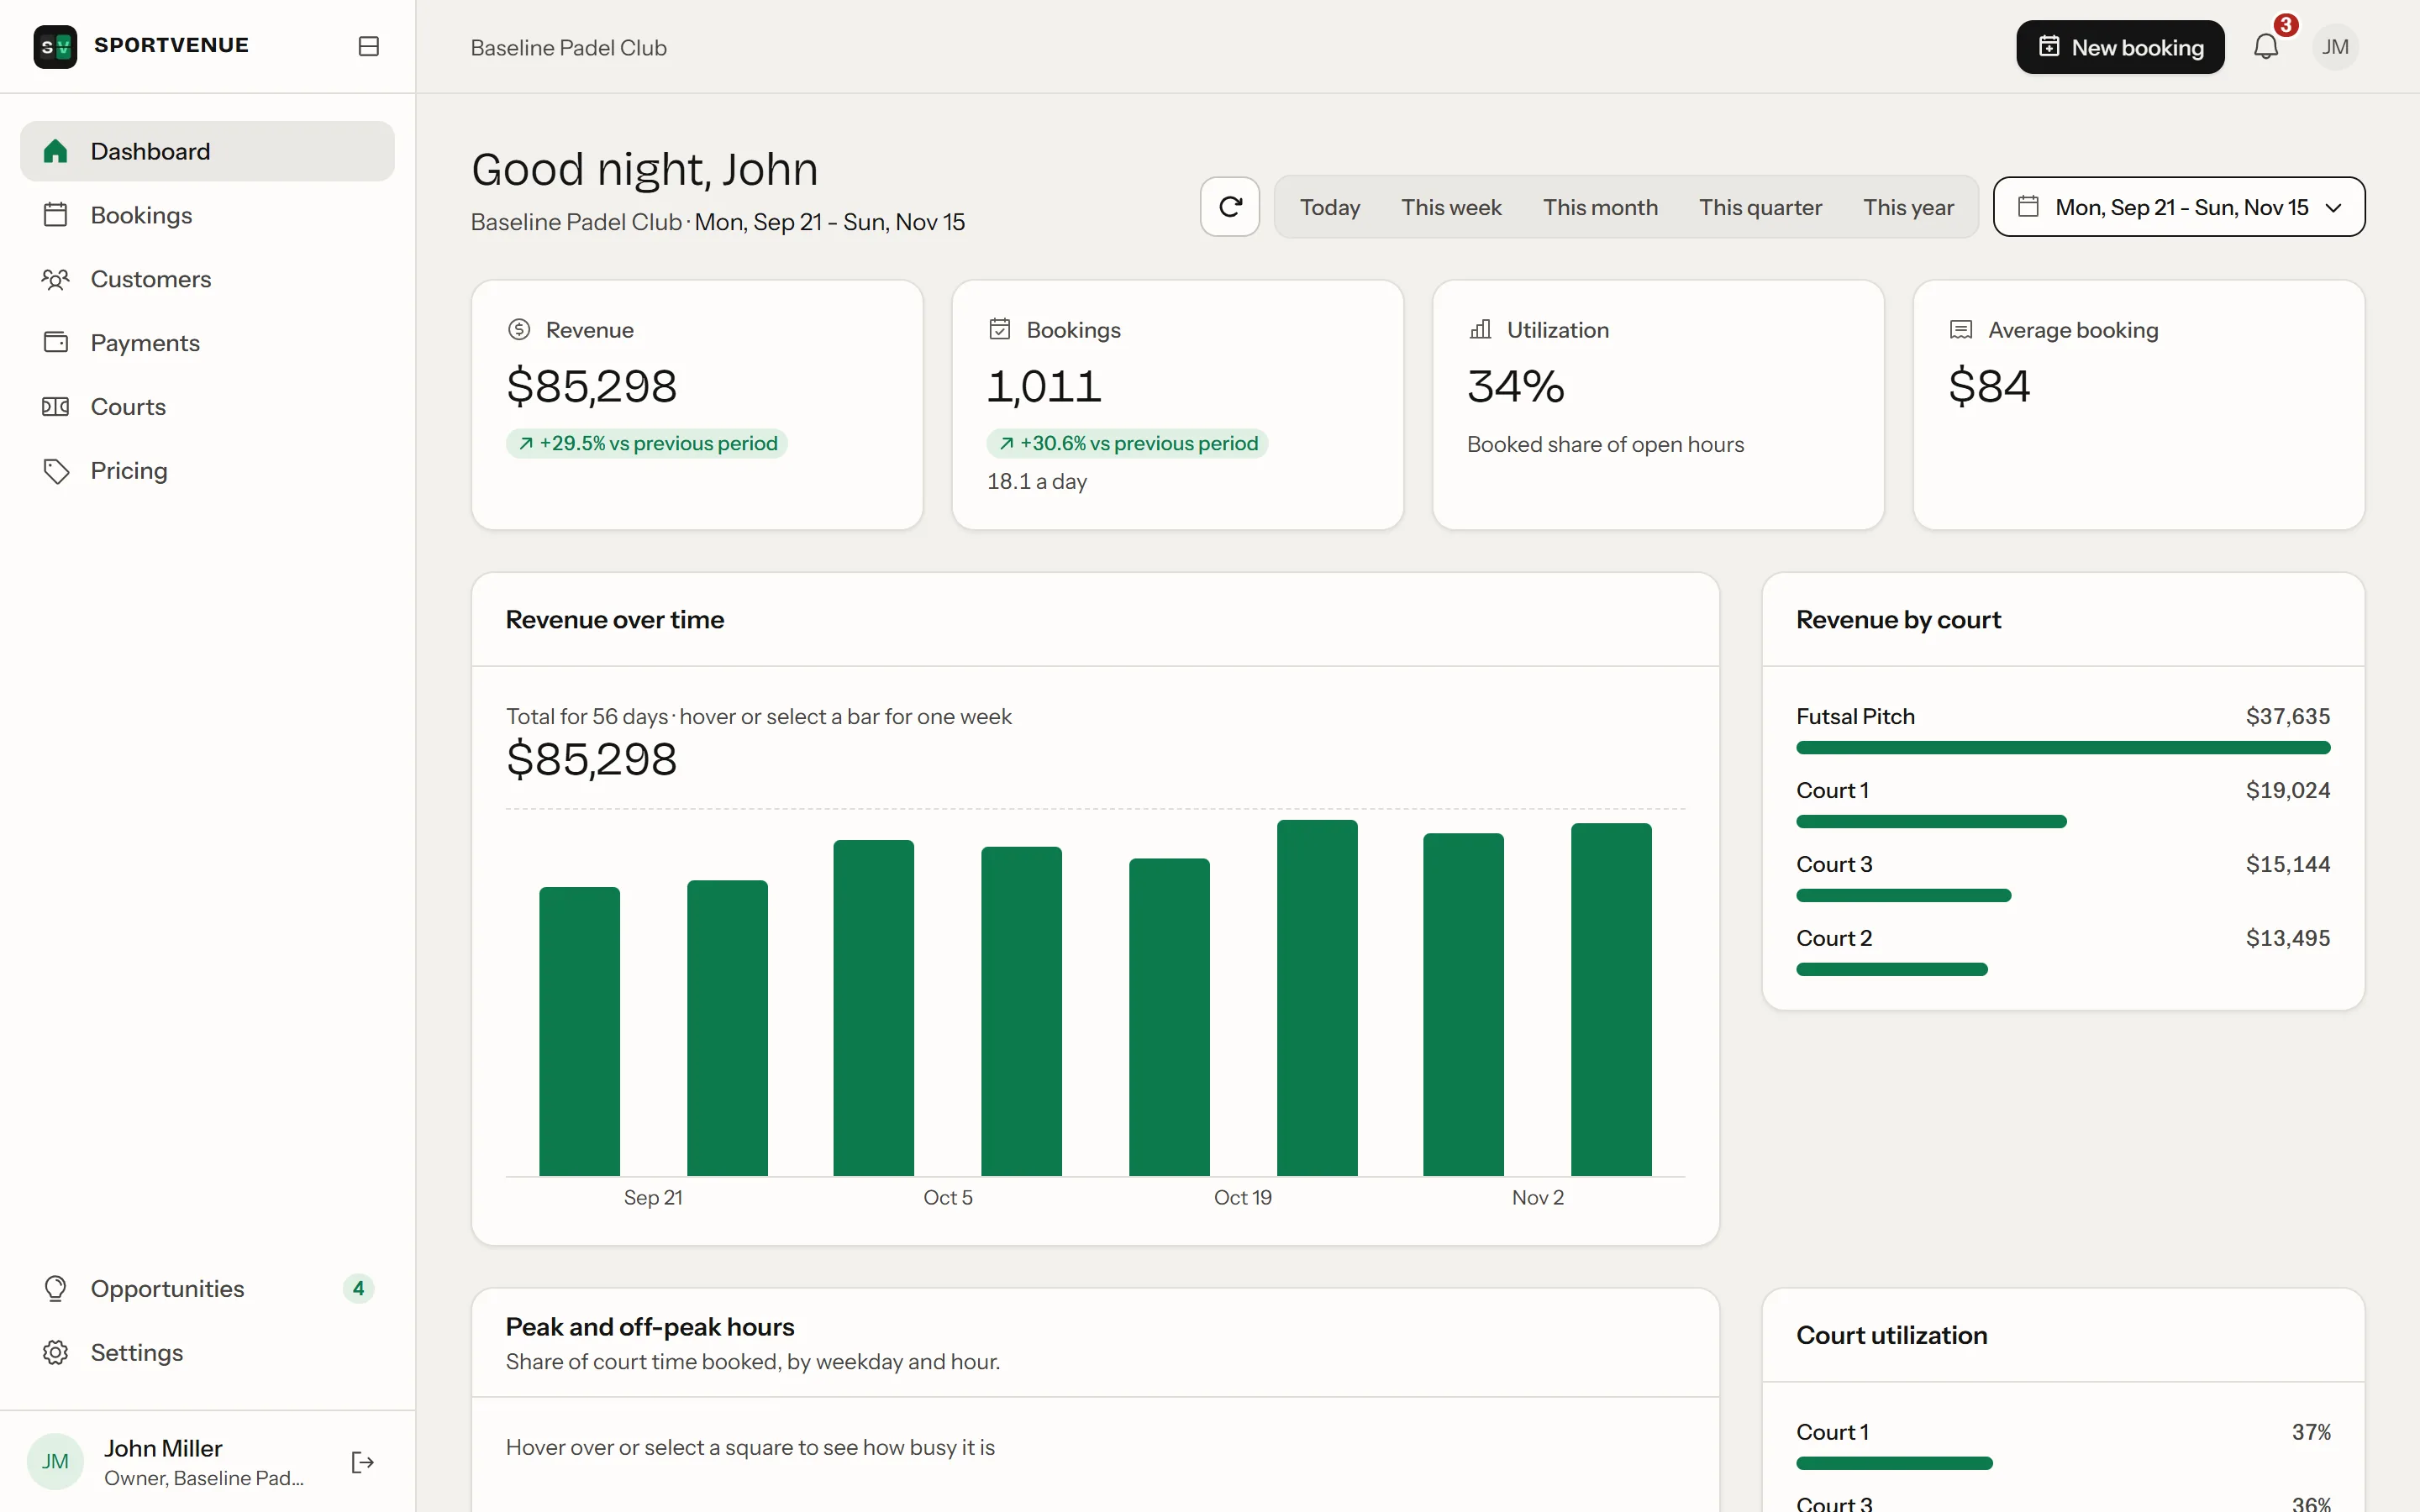 SV SPORTVENUE
Baseline Padel Club
New booking
3
JM
Dashboard
Bookings
Customers
Payments
Courts
Pricing
Opportunities 4
Settings
JM
John Miller
Owner, Baseline Pad...
Good night, John
Baseline Padel Club · Mon, Sep 21 - Sun, Nov 15
Today This week This month This quarter This year
Mon, Sep 21 - Sun, Nov 15
Revenue
$85,298
+29.5% vs previous period
Bookings
1,011
+30.6% vs previous period
18.1 a day
Utilization
34%
Booked share of open hours
Average booking
$84
Revenue over time
Total for 56 days · hover or select a bar for one week
$85,298
Sep 21 Oct 5 Oct 19 Nov 2
Revenue by court
Futsal Pitch $37,635
Court 1 $19,024
Court 3 $15,144
Court 2 $13,495
Peak and off-peak hours
Share of court time booked, by weekday and hour.
Hover over or select a square to see how busy it is
Court utilization
Court 1 37%
Court 3 36%